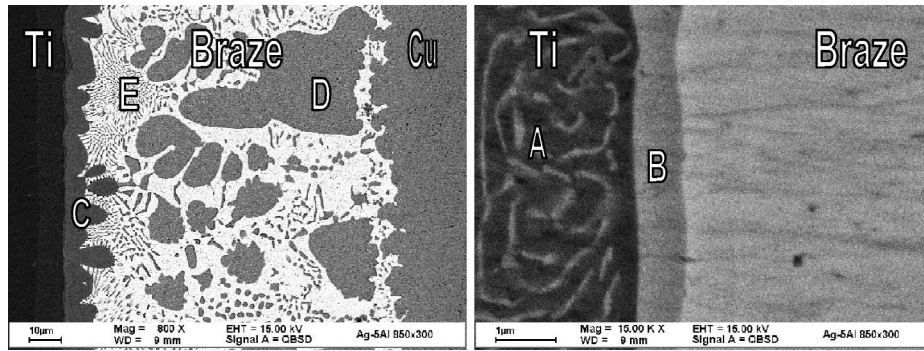 Ti Braze Cu
E D
C
10µm
Mag = 800 X
WD = 9 mm
EHT = 15.00 kV
Signal A = QBSD
Ag-5Al 850x300
Ti Braze
A
B
1µm
Mag = 15.00 K X
WD = 9 mm
EHT = 15.00 kV
Signal A = QBSD
Ag-5Al 850x300